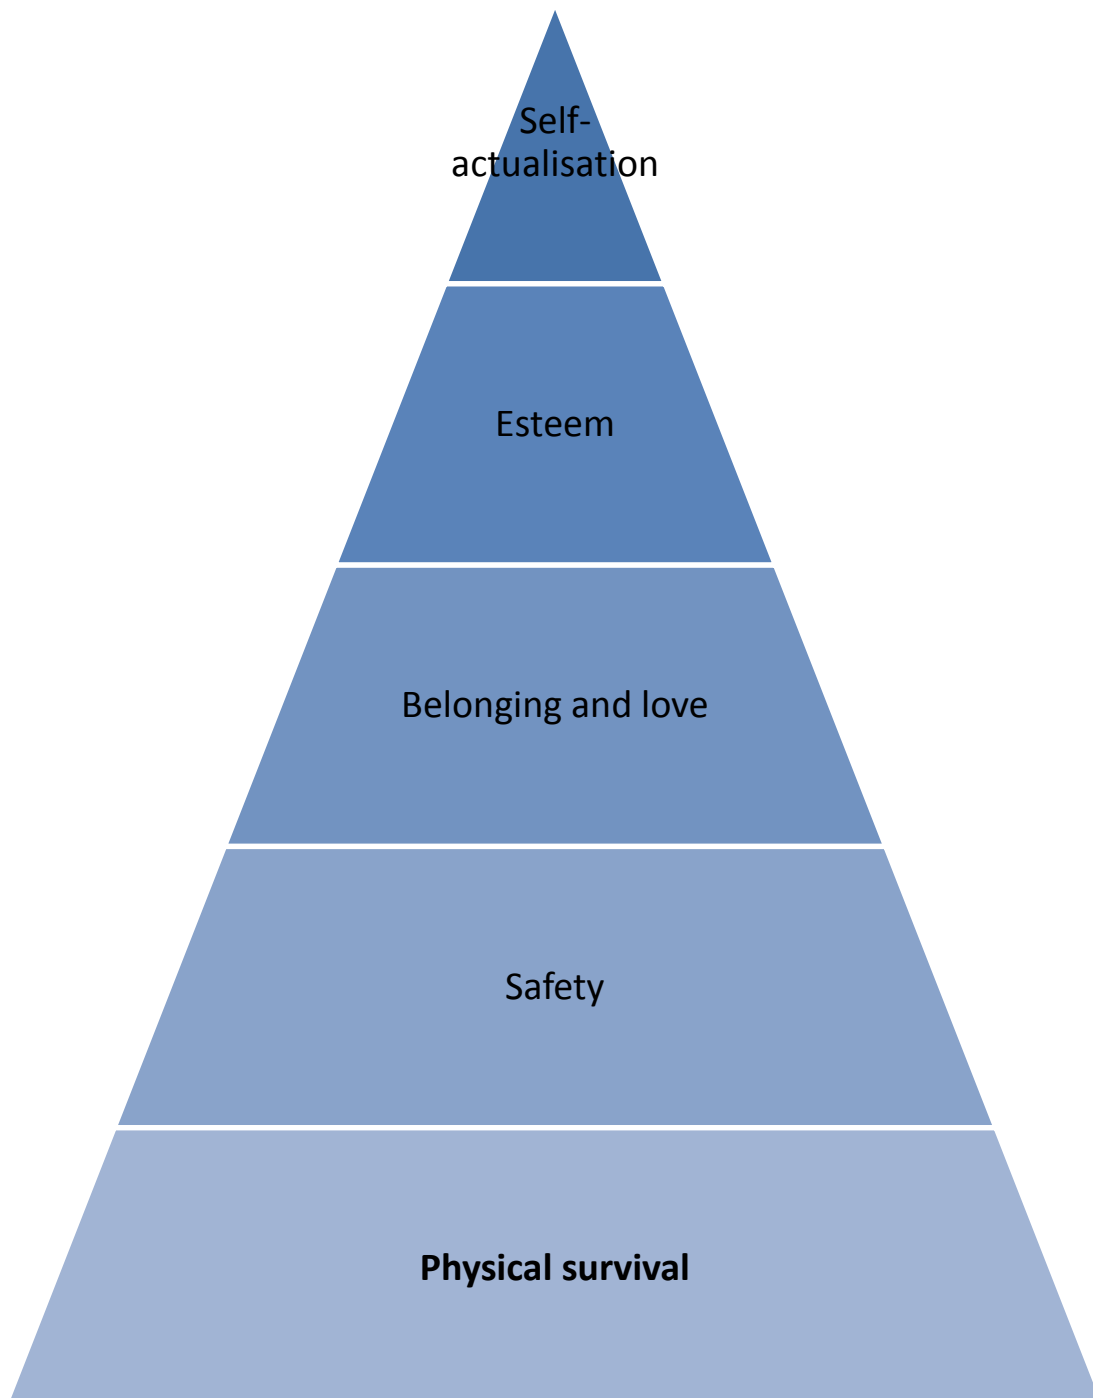 Self-
actualisation
Esteem
Belonging and love
Safety
Physical survival